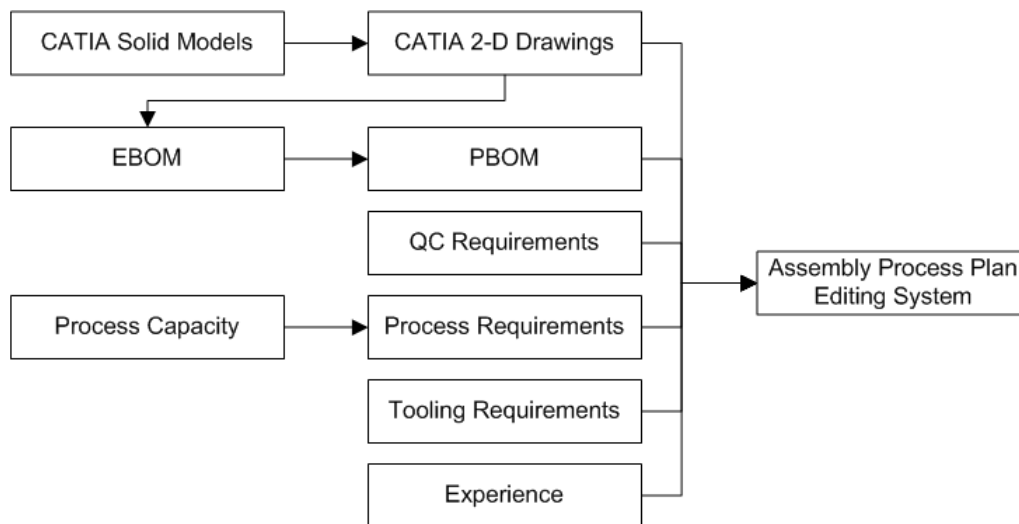 CATIA Solid Models
CATIA 2-D Drawings
EBOM
PBOM
QC Requirements
Assembly Process Plan
Editing System
Process Capacity
Process Requirements
Tooling Requirements
Experience